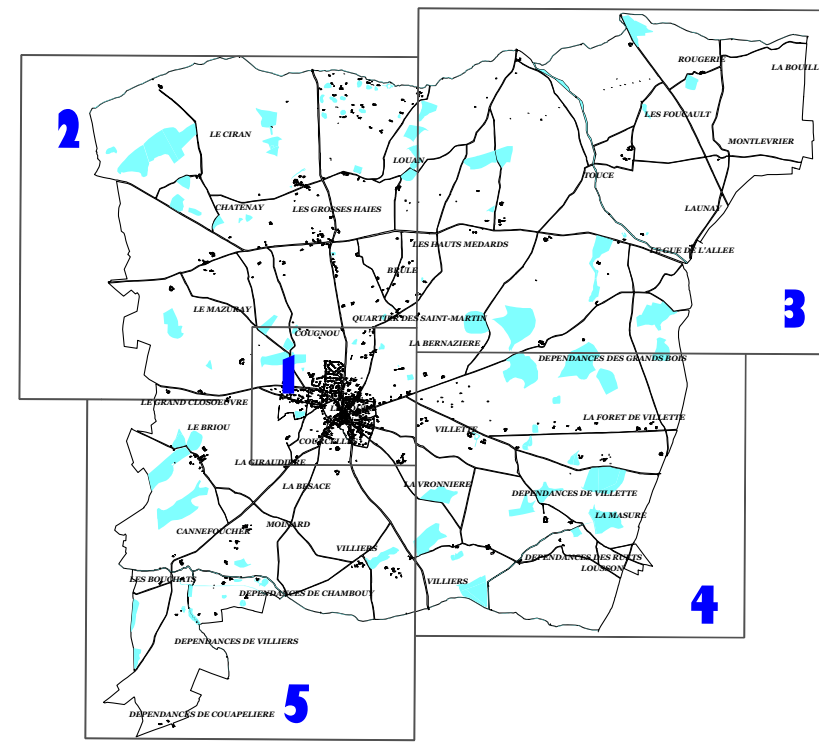 ROUGERIE
LA BOUILL
2
LES FOUCAULT
LE CIRAN
MONTLEVRIER
LOUAN
TOUCE
CHATENAY
LES GROSSES HAIES
LAUNAY
LES HAUTS MEDARDS
LE GUE DE L'ALLEE
BRULE
LE MAZURAY
3
QUARTIER DES SAINT-MARTIN
COUGNOU
LA BERNAZIERE
DEPENDANCES DES GRANDS BOIS
1
LE GRAND CLOSOEUVRE
LA FORET DE VILLETTE
LE BRIOU
VILLETTE
COURCELLE
LA GIRAUDIERE
LA BESACE
LA VRONNIERE
DEPENDANCES DE VILLETTE
LA MASURE
MOINARD
CANNEFOUCHER
VILLIERS
DEPENDANCES DES RUETS
LOUSSON
LES BOUCHATS
VILLIERS
DEPENDANCES DE CHAMBOUY
4
DEPENDANCES DE VILLIERS
5
DEPENDANCES DE COUAPELIERE